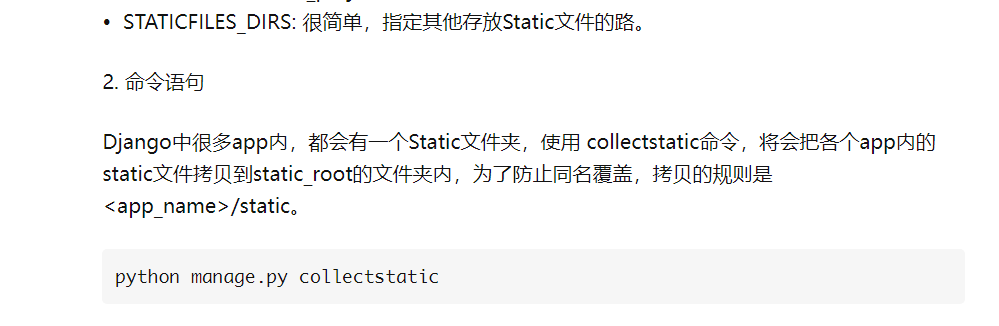 • STATICFILES_DIRS: 很简单，指定其他存放Static文件的路。
2. 命令语句
Django中很多app内，都会有一个Static文件夹，使用 collectstatic命令，将会把各个app内的
static文件拷贝到static_root的文件夹内，为了防止同名覆盖，拷贝的规则是
<app_name>/static。
python manage.py collectstatic